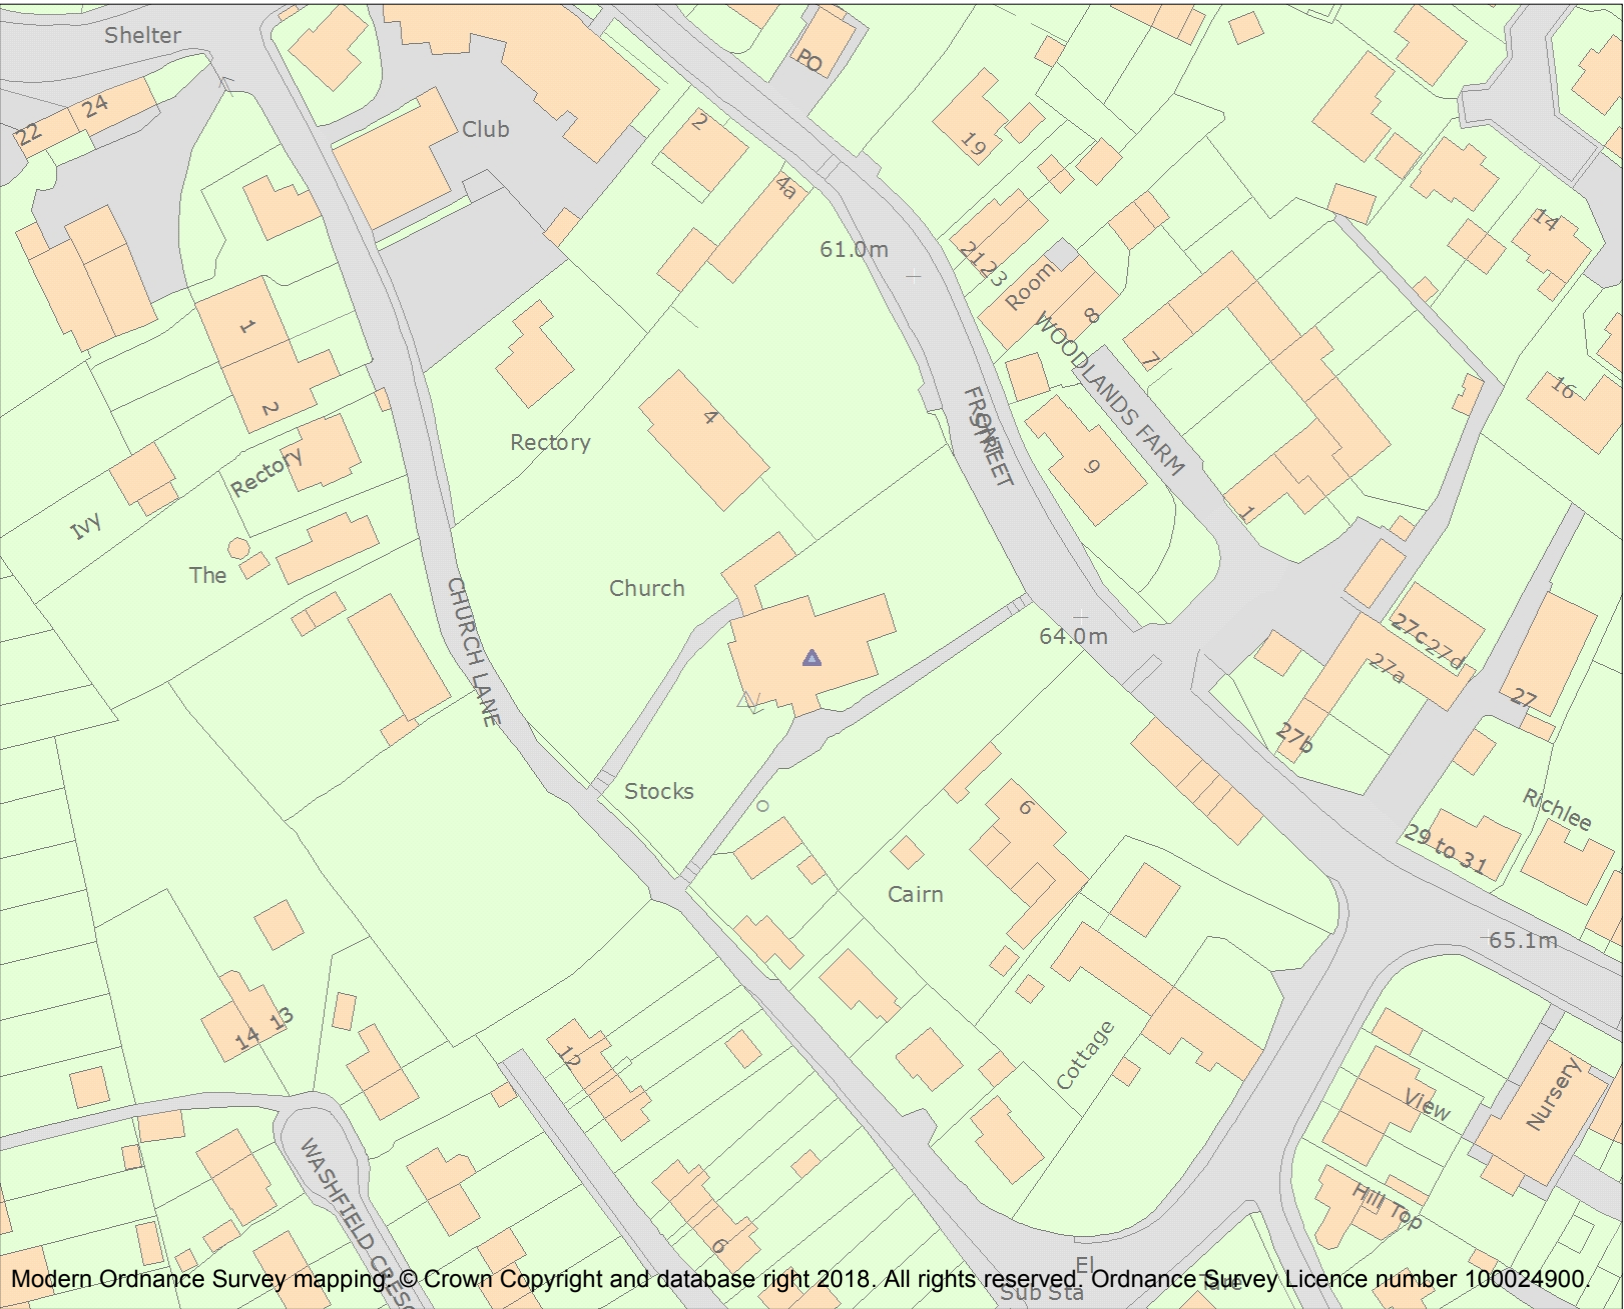 Shelter
PO
22
24
Club
2
4a
19
14
61.0m
2123
Room
8
WOODLANDS FARM
7
16
1
2
4
FRONT
STREET
Rectory
Rectory
9
1
Ivy
The
Church
CHURCH LANE
64.0m
27c
27d
27a
27
27b
Stocks
6
Richlee
29 to 31
Cairn
65.1m
14
13
12
Cottage
View
Nursery
WASHFIELD CRESC
Hill Top
6
El
Sub Sta
Modern Ordnance Survey mapping: © Crown Copyright and database right 2018. All rights reserved. Ordnance Survey Licence number 100024900.